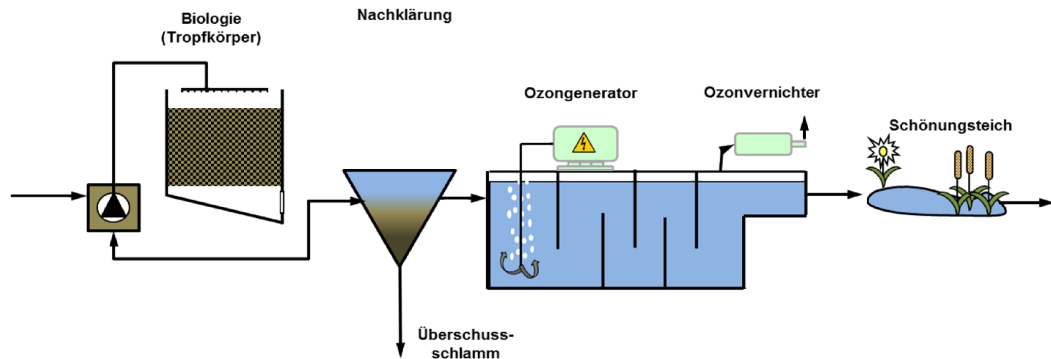 Biologie
(Tropfkörper)
Nachklärung
Ozongenerator
Ozonvernichter
Schönungsteich
Überschuss-
schlamm